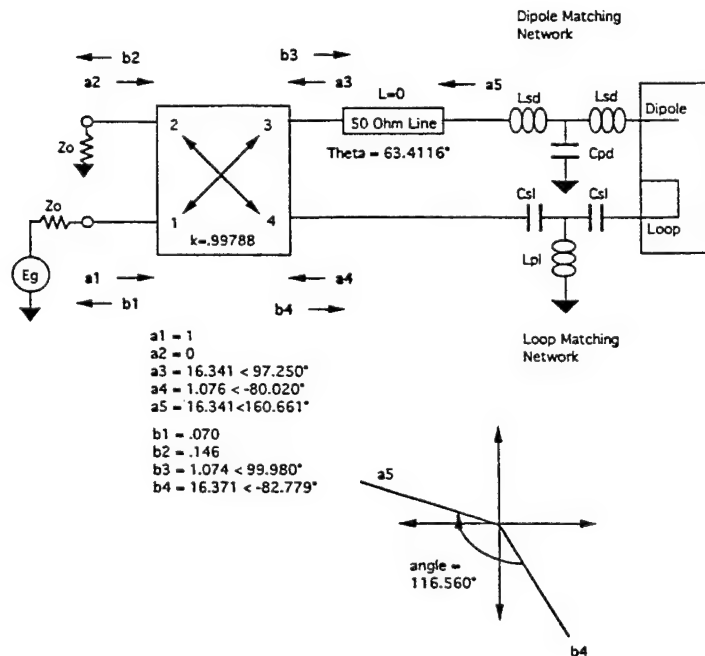 Dipole Matching
Network
b2
b3
a2
a3
a5
L=0
50 Ohm Line
Theta = 63.4116°
Lsd
Lsd
Dipole
Cpd
Zo
2
3
1
4
k=.99788
Zo
Eg
Csl
Csl
Loop
Lpl
a1
b1
a4
b4
Loop Matching
Network
a1 = 1
a2 = 0
a3 = 16.341 < 97.250°
a4 = 1.076 < -80.020°
a5 = 16.341<160.661°
b1 = .070
b2 = .146
b3 = 1.074 < 99.980°
b4 = 16.371 < -82.779°
a5
angle =
116.560°
b4